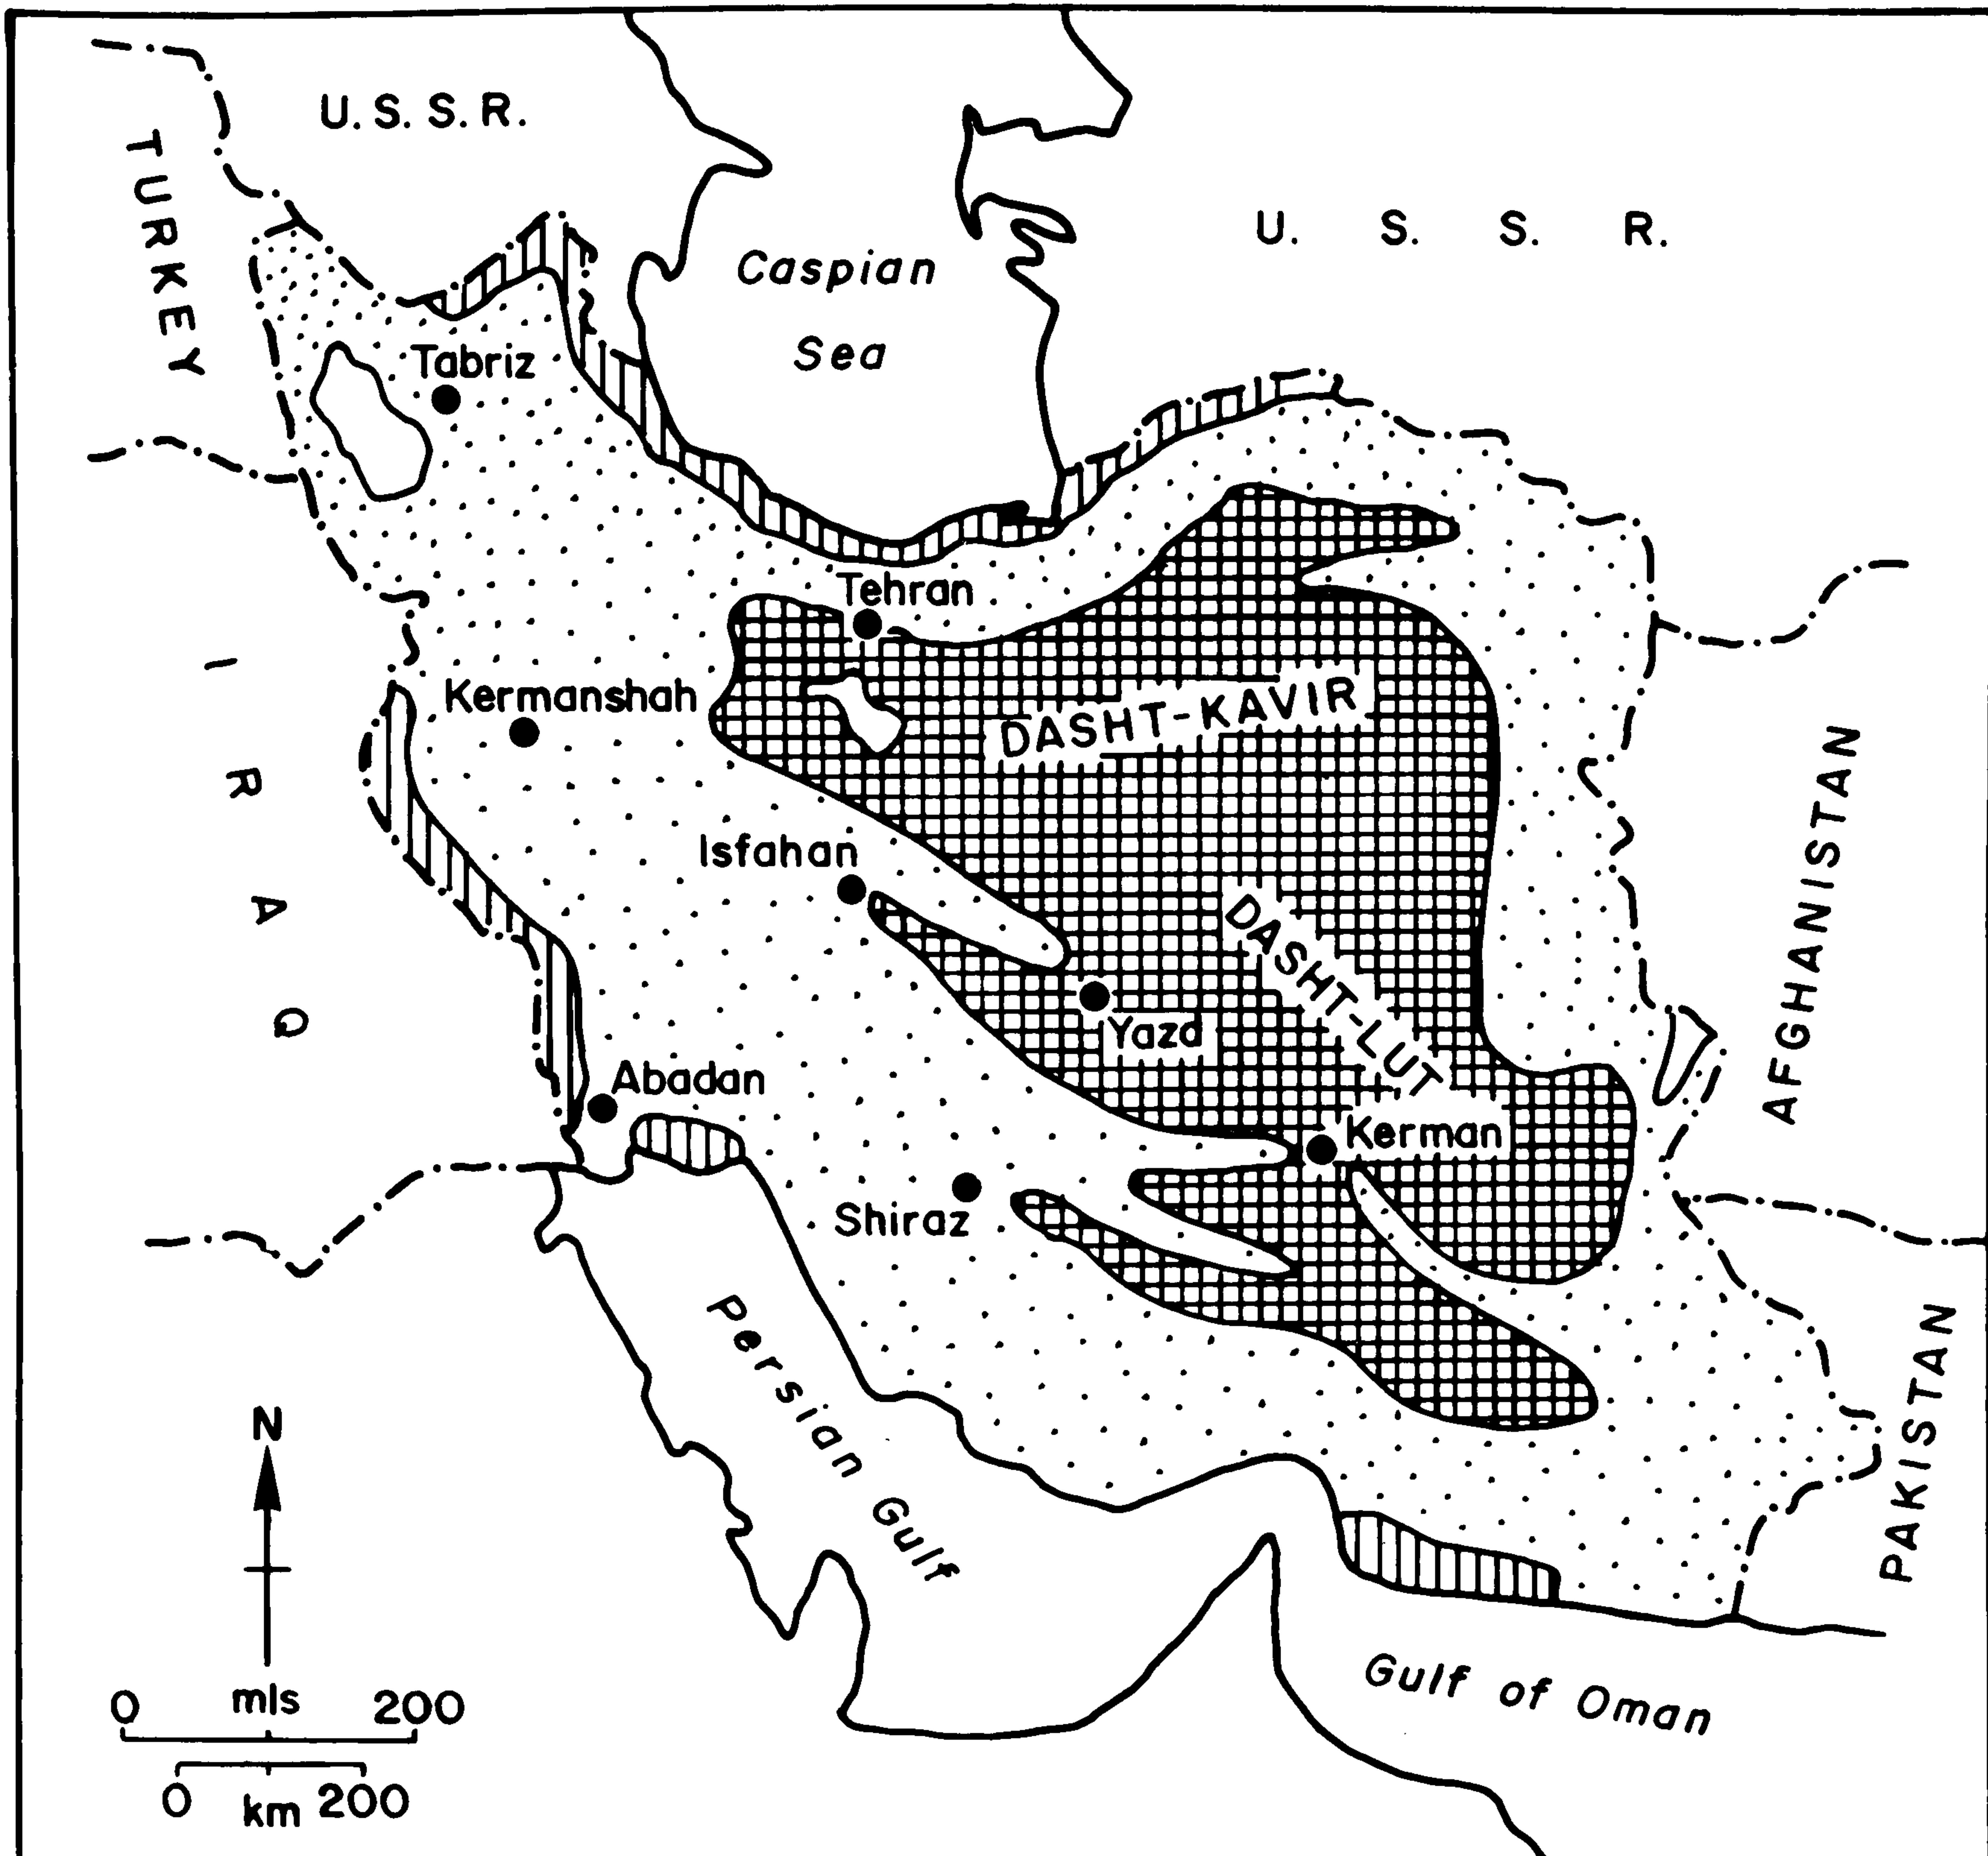 U.S.S.R.
TURKEY
U. S. S. R.
Caspian
Sea
Tabriz
Tehran
Kermanshah
DASHT-KAVIR
IRAQ
Isfahan
AFGHANISTAN
DASHT-LUT
Yazd
Abadan
Kerman
Shiraz
Persian Gulf
PAKISTAN
N
Gulf of Oman
0 mls 200
0 km 200